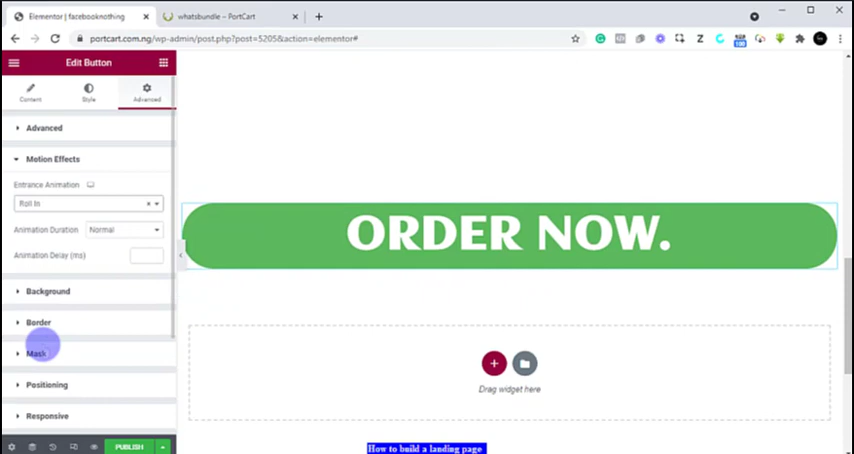 Elementor | facebooknothing
whatsbundle – PortCart
portcart.com.ng/wp-admin/post.php?post=5205&action=elementor#
Edit Button
Content
Style
Advanced
Advanced
Motion Effects
Entrance Animation
Roll In
Animation Duration
Normal
Animation Delay (ms)
Background
Border
Mask
Positioning
Responsive
PUBLISH
ORDER NOW.
Drag widget here
How to build a landing page